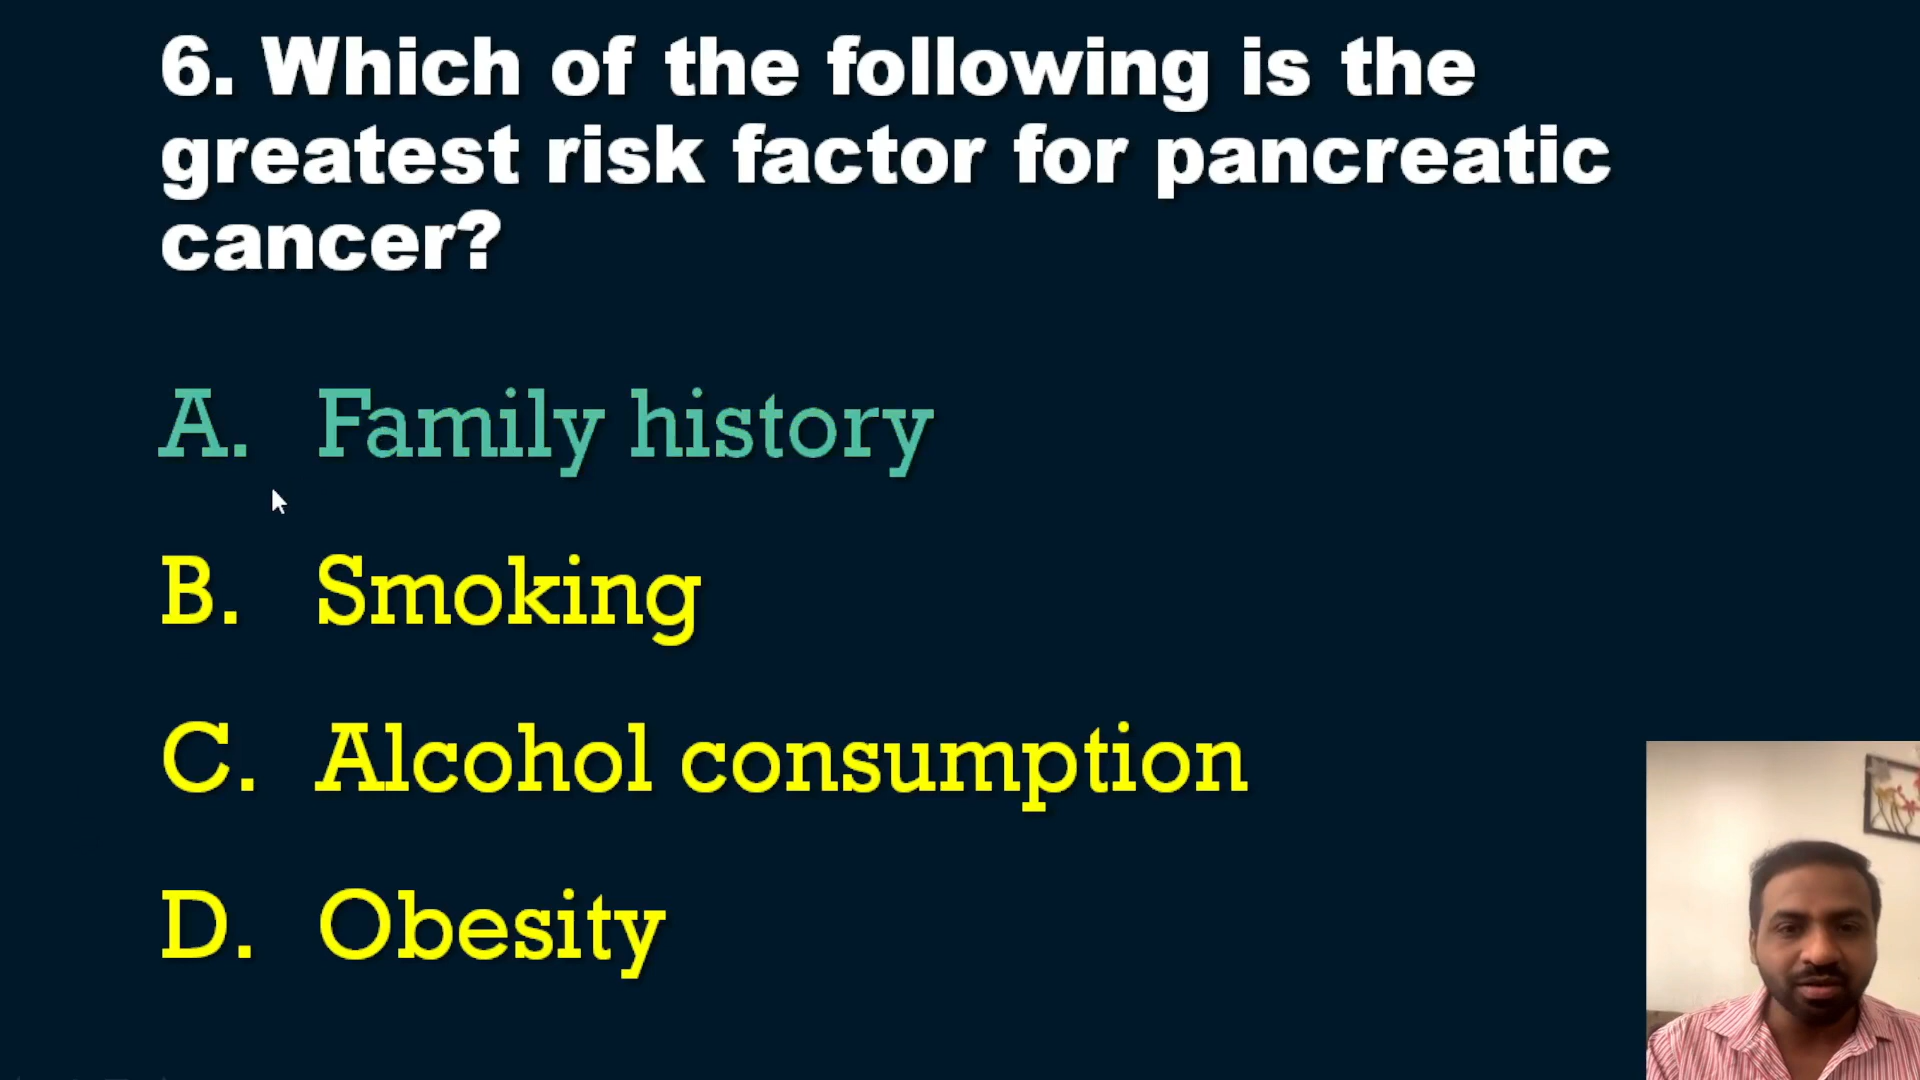 6. Which of the following is the
greatest risk factor for pancreatic
cancer?
A. Family history
B. Smoking
C. Alcohol consumption
D. Obesity